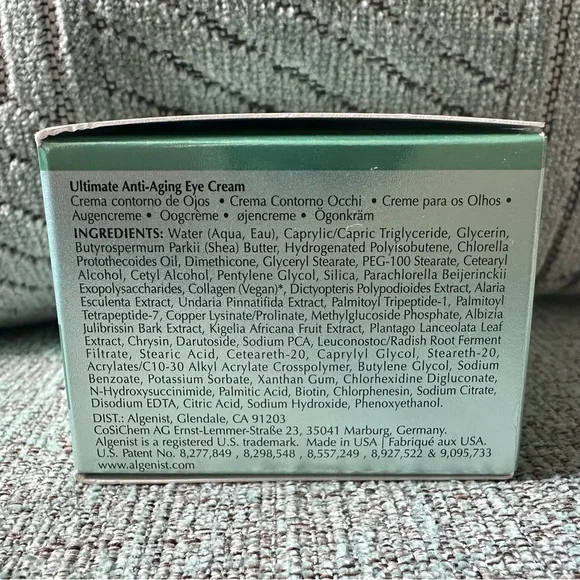 Ultimate Anti-Aging Eye Cream
Crema contorno de Ojos • Crema Contorno Occhi • Creme para os Olhos •
Augencreme • Oogcrème • øjencreme • Ögonkräm
INGREDIENTS: Water (Aqua, Eau), Caprylic/Capric Triglyceride, Glycerin,
Butyrospermum Parkii (Shea) Butter, Hydrogenated Polyisobutene, Chlorella
Protothecoides Oil, Dimethicone, Glyceryl Stearate, PEG-100 Stearate, Cetearyl
Alcohol, Cetyl Alcohol, Pentylene Glycol, Silica, Parachlorella Beijerinckii
Exopolysaccharides, Collagen (Vegan)*, Dictyopteris Polypodioides Extract, Alaria
Esculenta Extract, Undaria Pinnatifida Extract, Palmitoyl Tripeptide-1, Palmitoyl
Tetrapeptide-7, Copper Lysinate/Prolinate, Methylglucoside Phosphate, Albizia
Julibrissin Bark Extract, Kigelia Africana Fruit Extract, Plantago Lanceolata Leaf
Extract, Chrysin, Darutoside, Sodium PCA, Leuconostoc/Radish Root Ferment
Filtrate, Stearic Acid, Ceteareth-20, Caprylyl Glycol, Steareth-20,
Acrylates/C10-30 Alkyl Acrylate Crosspolymer, Butylene Glycol, Sodium
Benzoate, Potassium Sorbate, Xanthan Gum, Chlorhexidine Digluconate,
N-Hydroxysuccinimide, Palmitic Acid, Biotin, Chlorphenesin, Sodium Citrate,
Disodium EDTA, Citric Acid, Sodium Hydroxide, Phenoxyethanol.
DIST.: Algenist, Glendale, CA 91203
CoSiChem AG Ernst-Lemmer-Straße 23, 35041 Marburg, Germany.
Algenist is a registered U.S. trademark. Made in USA | Fabriqué aux USA.
U.S. Patent No. 8,277,849 , 8,298,548 , 8,557,249 , 8,927,522 & 9,095,733
www.algenist.com